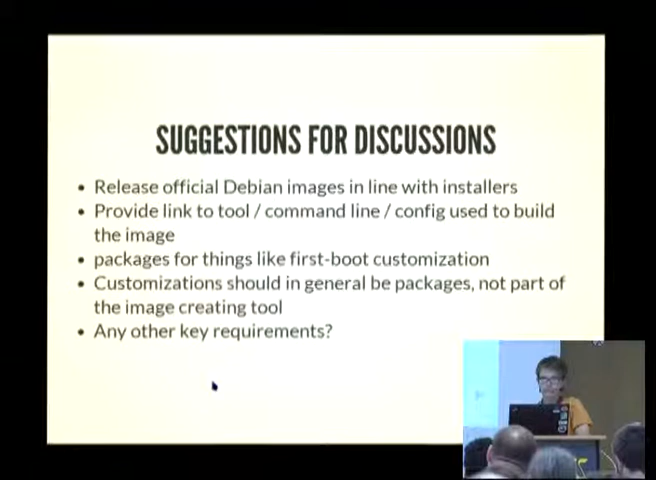 SUGGESTIONS FOR DISCUSSIONS
• Release official Debian images in line with installers
• Provide link to tool / command line / config used to build
the image
• packages for things like first-boot customization
• Customizations should in general be packages, not part of
the image creating tool
• Any other key requirements?